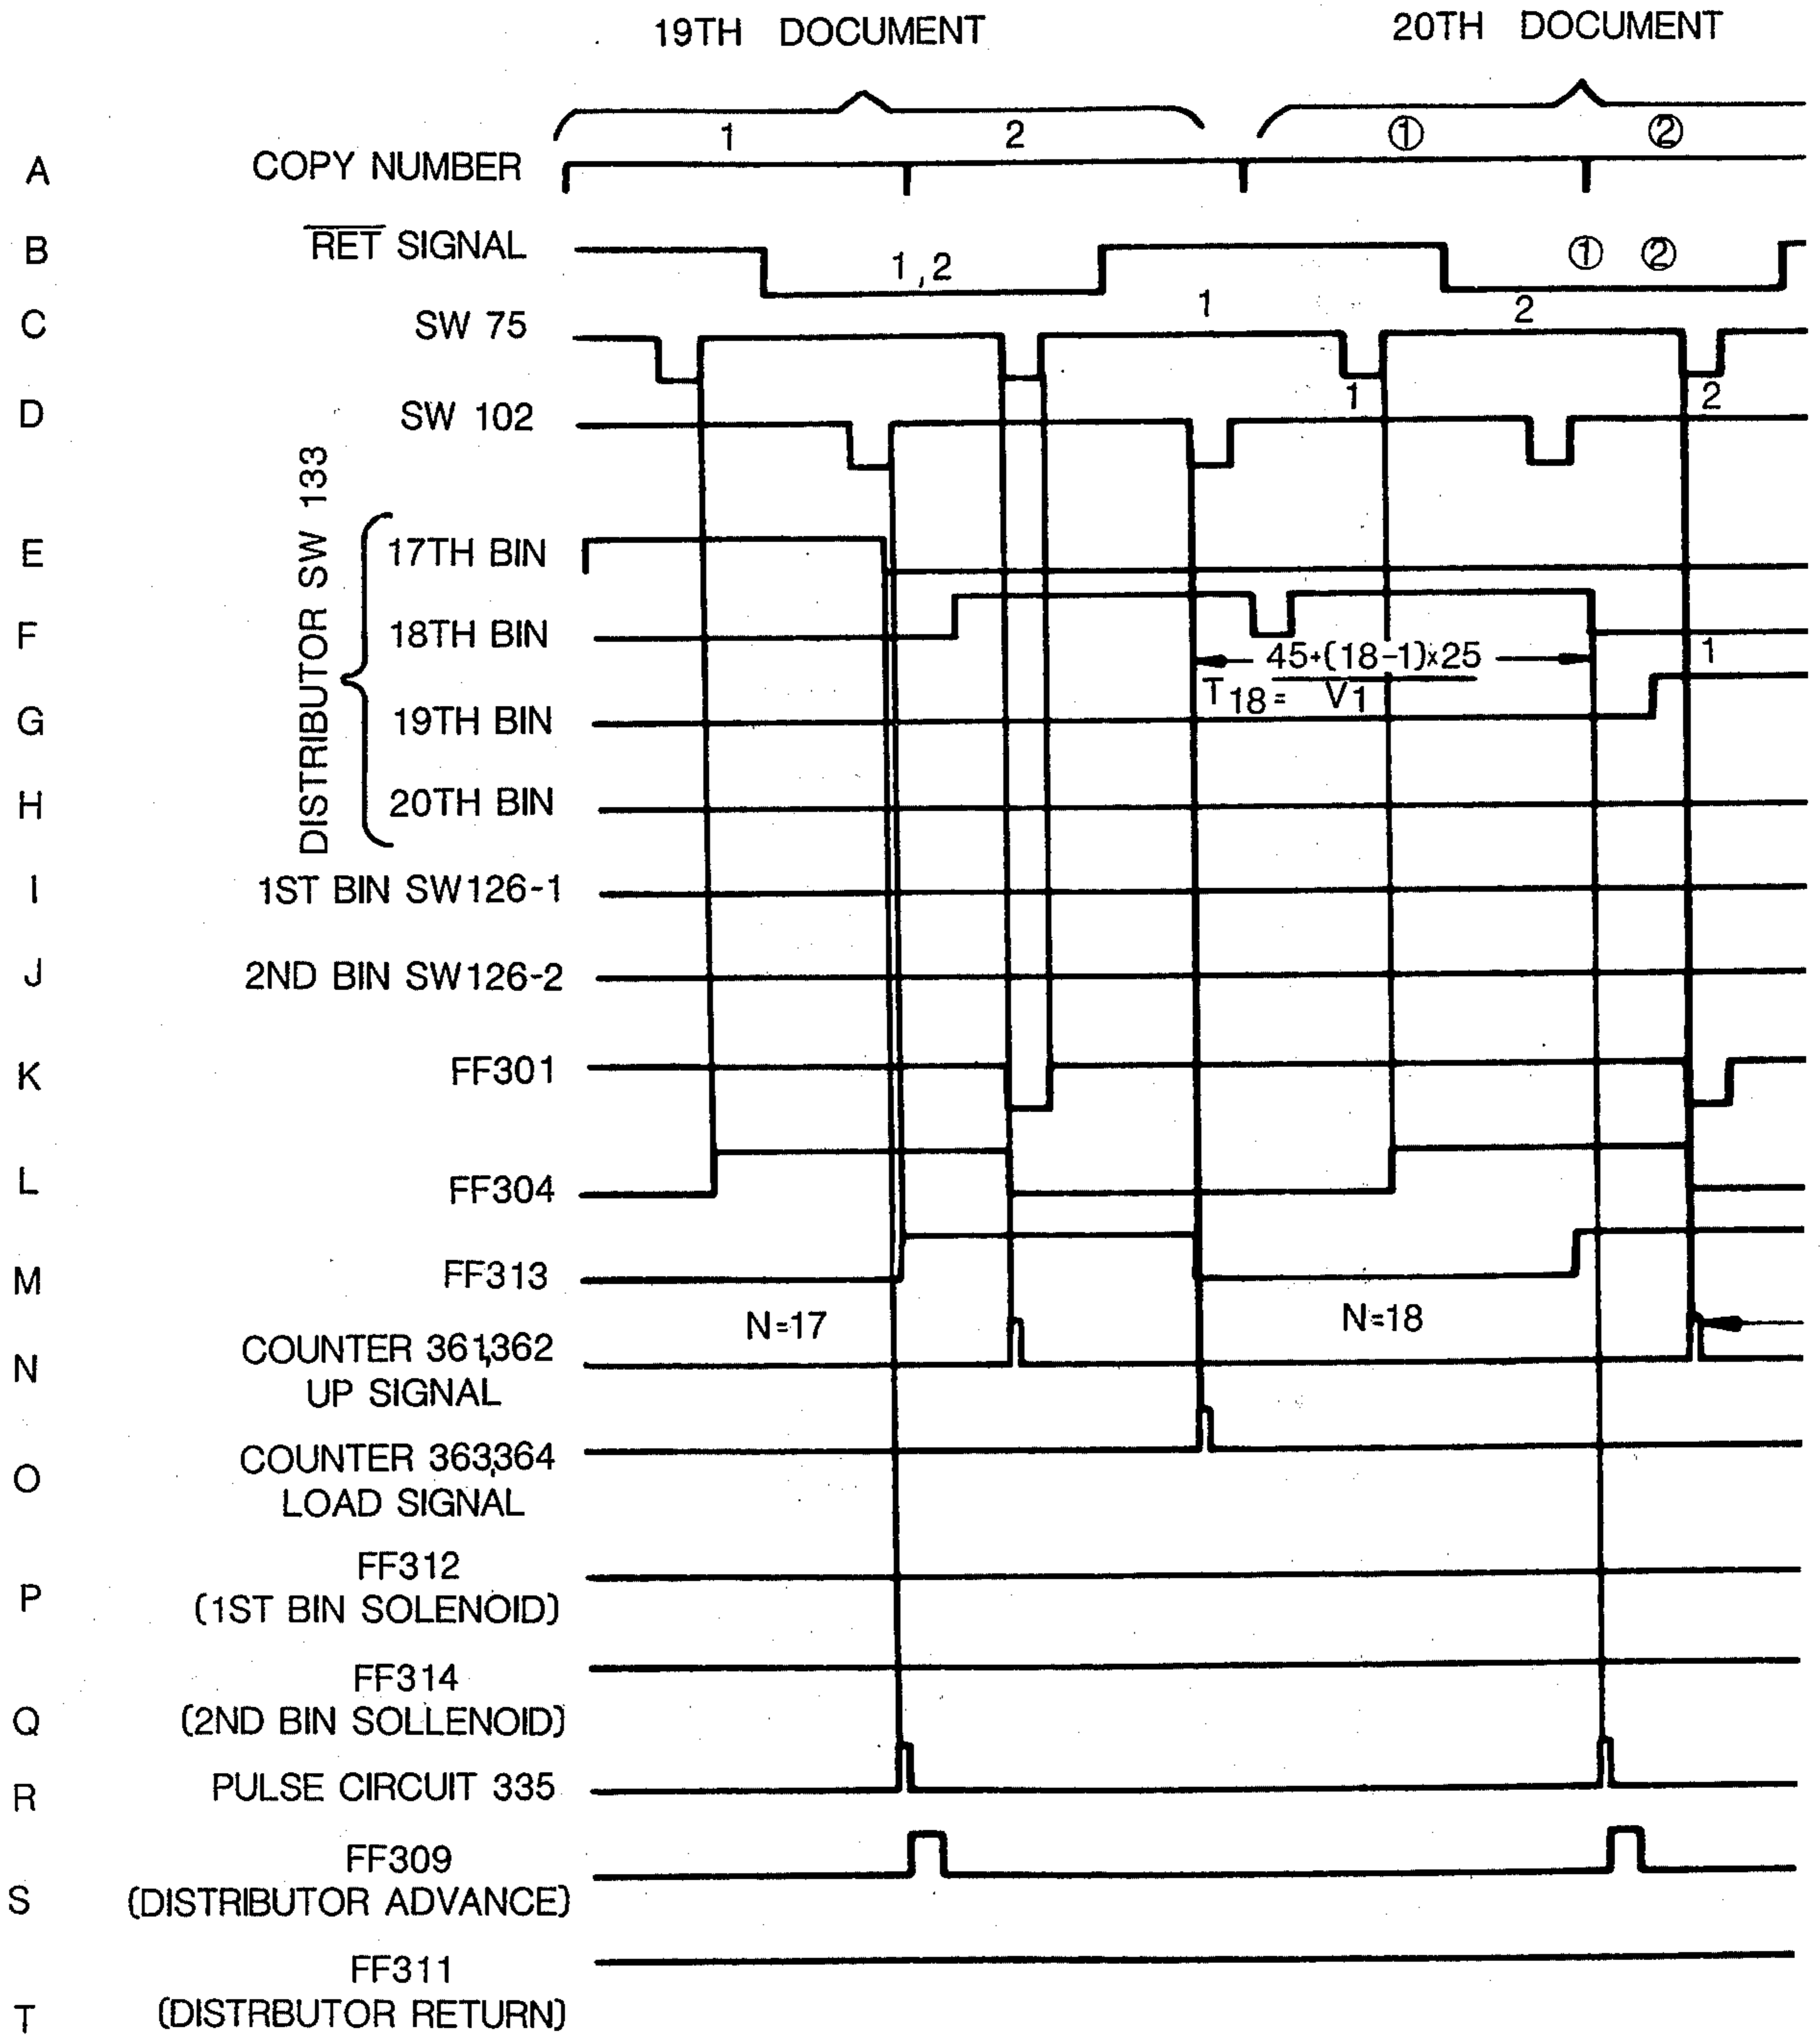 19TH DOCUMENT 20TH DOCUMENT
1 2 ① ②
A COPY NUMBER
B RET SIGNAL 1,2 ① ②
1 2
C SW 75
1 2
D SW 102
DISTRIBUTOR SW 133
E 17TH BIN
F 18TH BIN
1
45+(18-1)×25
T18= V1
G 19TH BIN
H 20TH BIN
I 1ST BIN SW126-1
J 2ND BIN SW126-2
K FF301
L FF304
M FF313
N=17 N=18
N COUNTER 361,362
UP SIGNAL
O COUNTER 363,364
LOAD SIGNAL
P FF312
(1ST BIN SOLENOID)
Q FF314
(2ND BIN SOLLENOID)
R PULSE CIRCUIT 335
S FF309
(DISTRIBUTOR ADVANCE)
T FF311
(DISTRBUTOR RETURN)